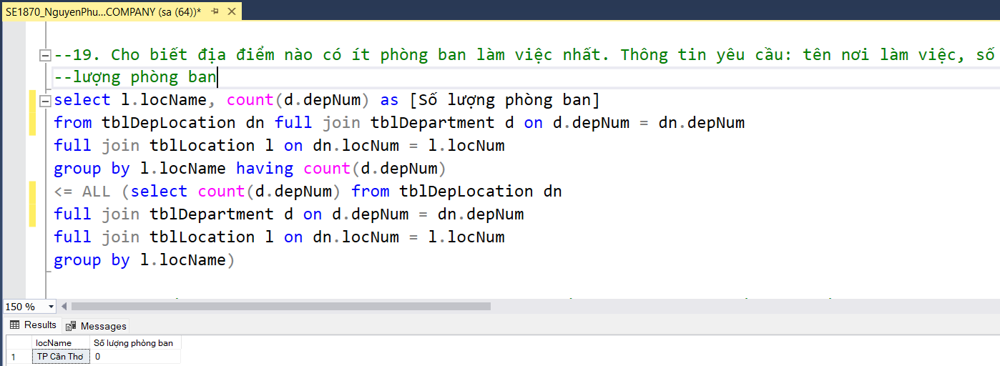 SE1870_NguyenPhu...COMPANY (sa (64))*
--19. Cho biết địa điểm nào có ít phòng ban làm việc nhất. Thông tin yêu cầu: tên nơi làm việc, số
--lượng phòng ban
select l.locName, count(d.depNum) as [Số lượng phòng ban]
from tblDepLocation dn full join tblDepartment d on d.depNum = dn.depNum
full join tblLocation l on dn.locNum = l.locNum
group by l.locName having count(d.depNum)
<= ALL (select count(d.depNum) from tblDepLocation dn
full join tblDepartment d on d.depNum = dn.depNum
full join tblLocation l on dn.locNum = l.locNum
group by l.locName)
150 %
Results Messages
locName Số lượng phòng ban
1 TP Cần Thơ 0